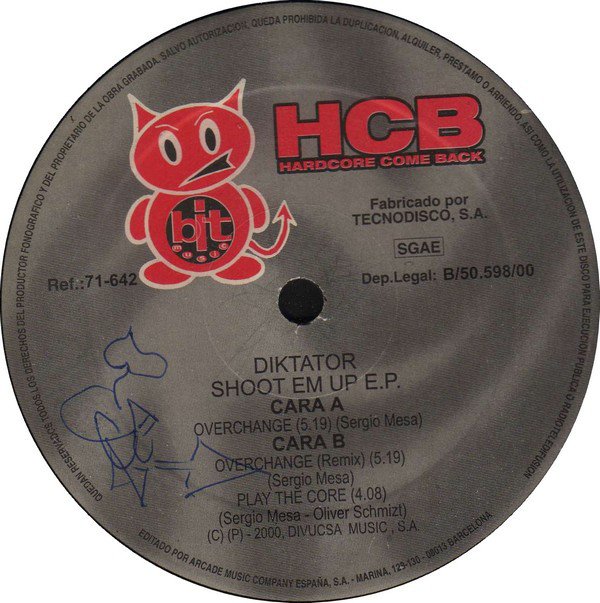 QUEDAN RESERVADOS TODOS LOS DERECHOS DEL PRODUCTOR FONOGRAFICO Y DEL PROPIETARIO DE LA OBRA GRABADA. SALVO AUTORIZACION, QUEDA PROHIBIDA LA DUPLICACION, ALQUILER, PRESTAMO O ARRIENDO, ASI COMO LA UTILIZACION DE ESTE DISCO PARA EJECUCION PUBLICA O RADIOTELEDIFUSION
HCB
HARDCORE COME BACK
bit
music
Fabricado por
TECNODISCO, S.A.
SGAE
Ref.:71-642
Dep.Legal: B/50.598/00
DIKTATOR
SHOOT EM UP E.P.
CARA A
OVERCHANGE (5.19) (Sergio Mesa)
CARA B
OVERCHANGE (Remix) (5.19)
(Sergio Mesa)
PLAY THE CORE (4.08)
(Sergio Mesa - Oliver Schmizt)
(C) (P) - 2000, DIVUCSA MUSIC , S.A.
EDITADO POR ARCADE MUSIC COMPANY ESPAÑA, S.A. - MARINA, 129-130 - 08013 BARCELONA